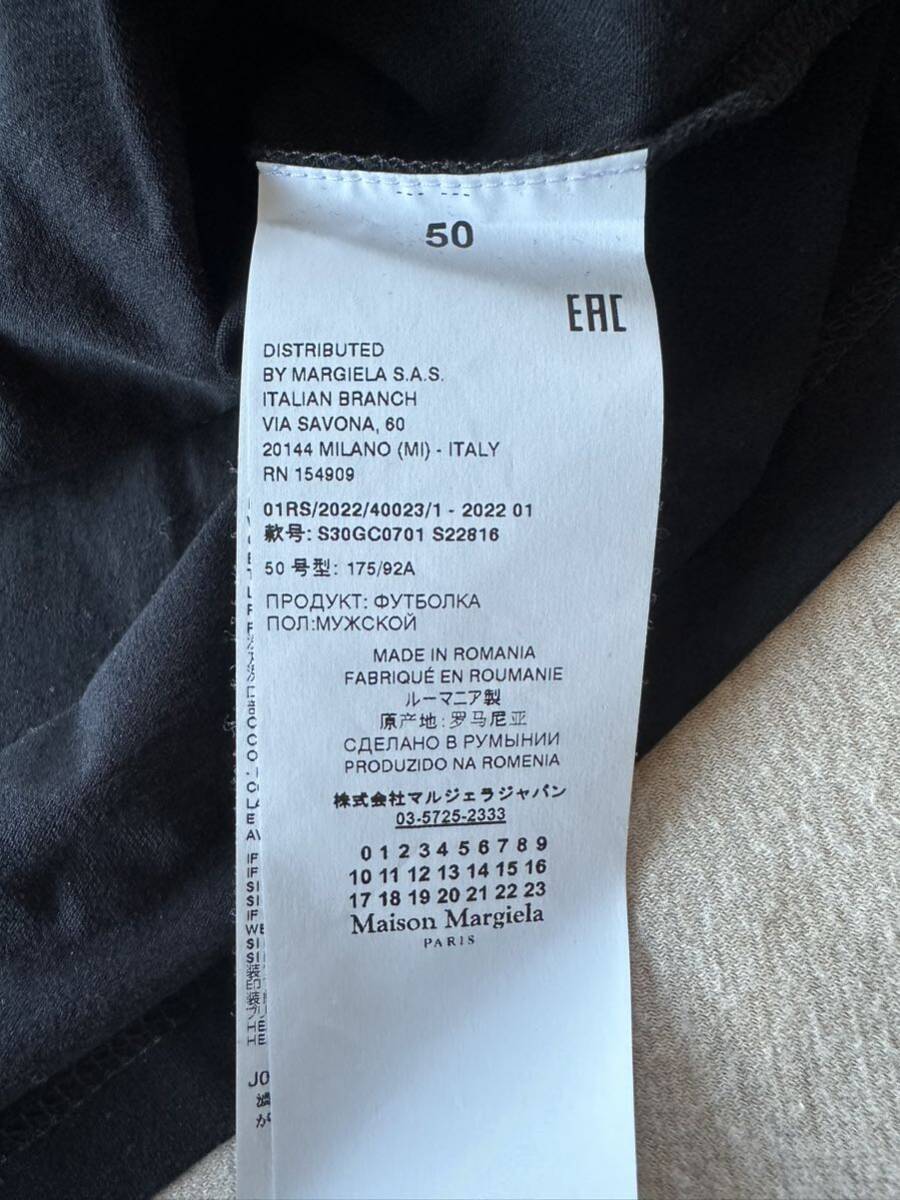 50
EAC
DISTRIBUTED
BY MARGIELA S.A.S.
ITALIAN BRANCH
VIA SAVONA, 60
20144 MILANO (MI) - ITALY
RN 154909
01RS/2022/40023/1 - 2022 01
款号: S30GC0701 S22816
50 号型: 175/92A
ПРОДУКТ: ФУТБОЛКА
ПОЛ:МУЖСКОЙ
MADE IN ROMANIA
FABRIQUÉ EN ROUMANIE
ルーマニア製
原产地: 罗马尼亚
СДЕЛАНО В РУМЫНИИ
PRODUZIDO NA ROMENIA
株式会社マルジェラジャパン
03-5725-2333
0 1 2 3 4 5 6 7 8 9
10 11 12 13 14 15 16
17 18 19 20 21 22 23
Maison Margiela
PARIS